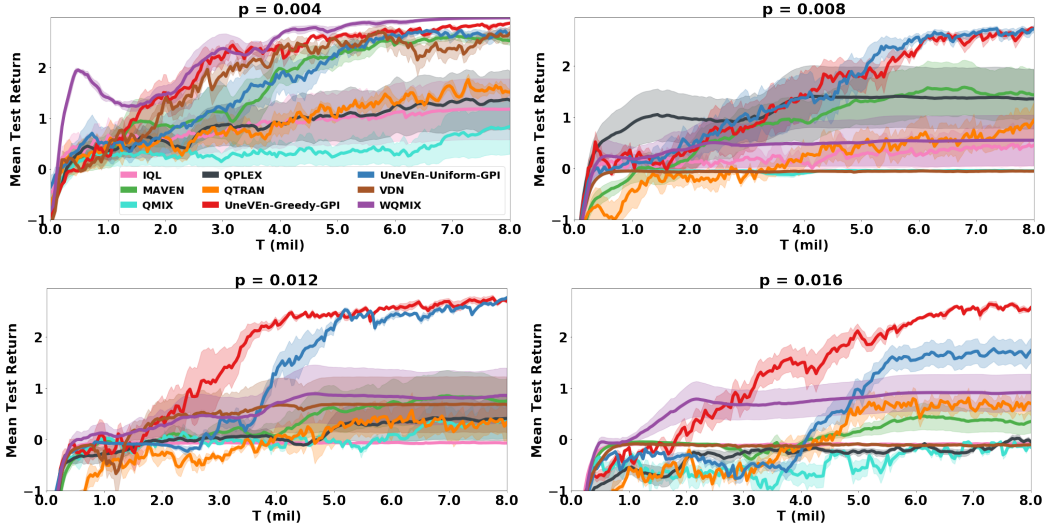 p = 0.004
Mean Test Return
2
1
0
−1
0.0 1.0 2.0 3.0 4.0 5.0 6.0 7.0 8.0
T (mil)
IQL
MAVEN
QMIX
QPLEX
QTRAN
UneVEn-Greedy-GPI
UneVEn-Uniform-GPI
VDN
WQMIX
p = 0.008
Mean Test Return
2
1
0
−1
0.0 1.0 2.0 3.0 4.0 5.0 6.0 7.0 8.0
T (mil)
p = 0.012
Mean Test Return
2
1
0
−1
0.0 1.0 2.0 3.0 4.0 5.0 6.0 7.0 8.0
T (mil)
p = 0.016
Mean Test Return
2
1
0
−1
0.0 1.0 2.0 3.0 4.0 5.0 6.0 7.0 8.0
T (mil)